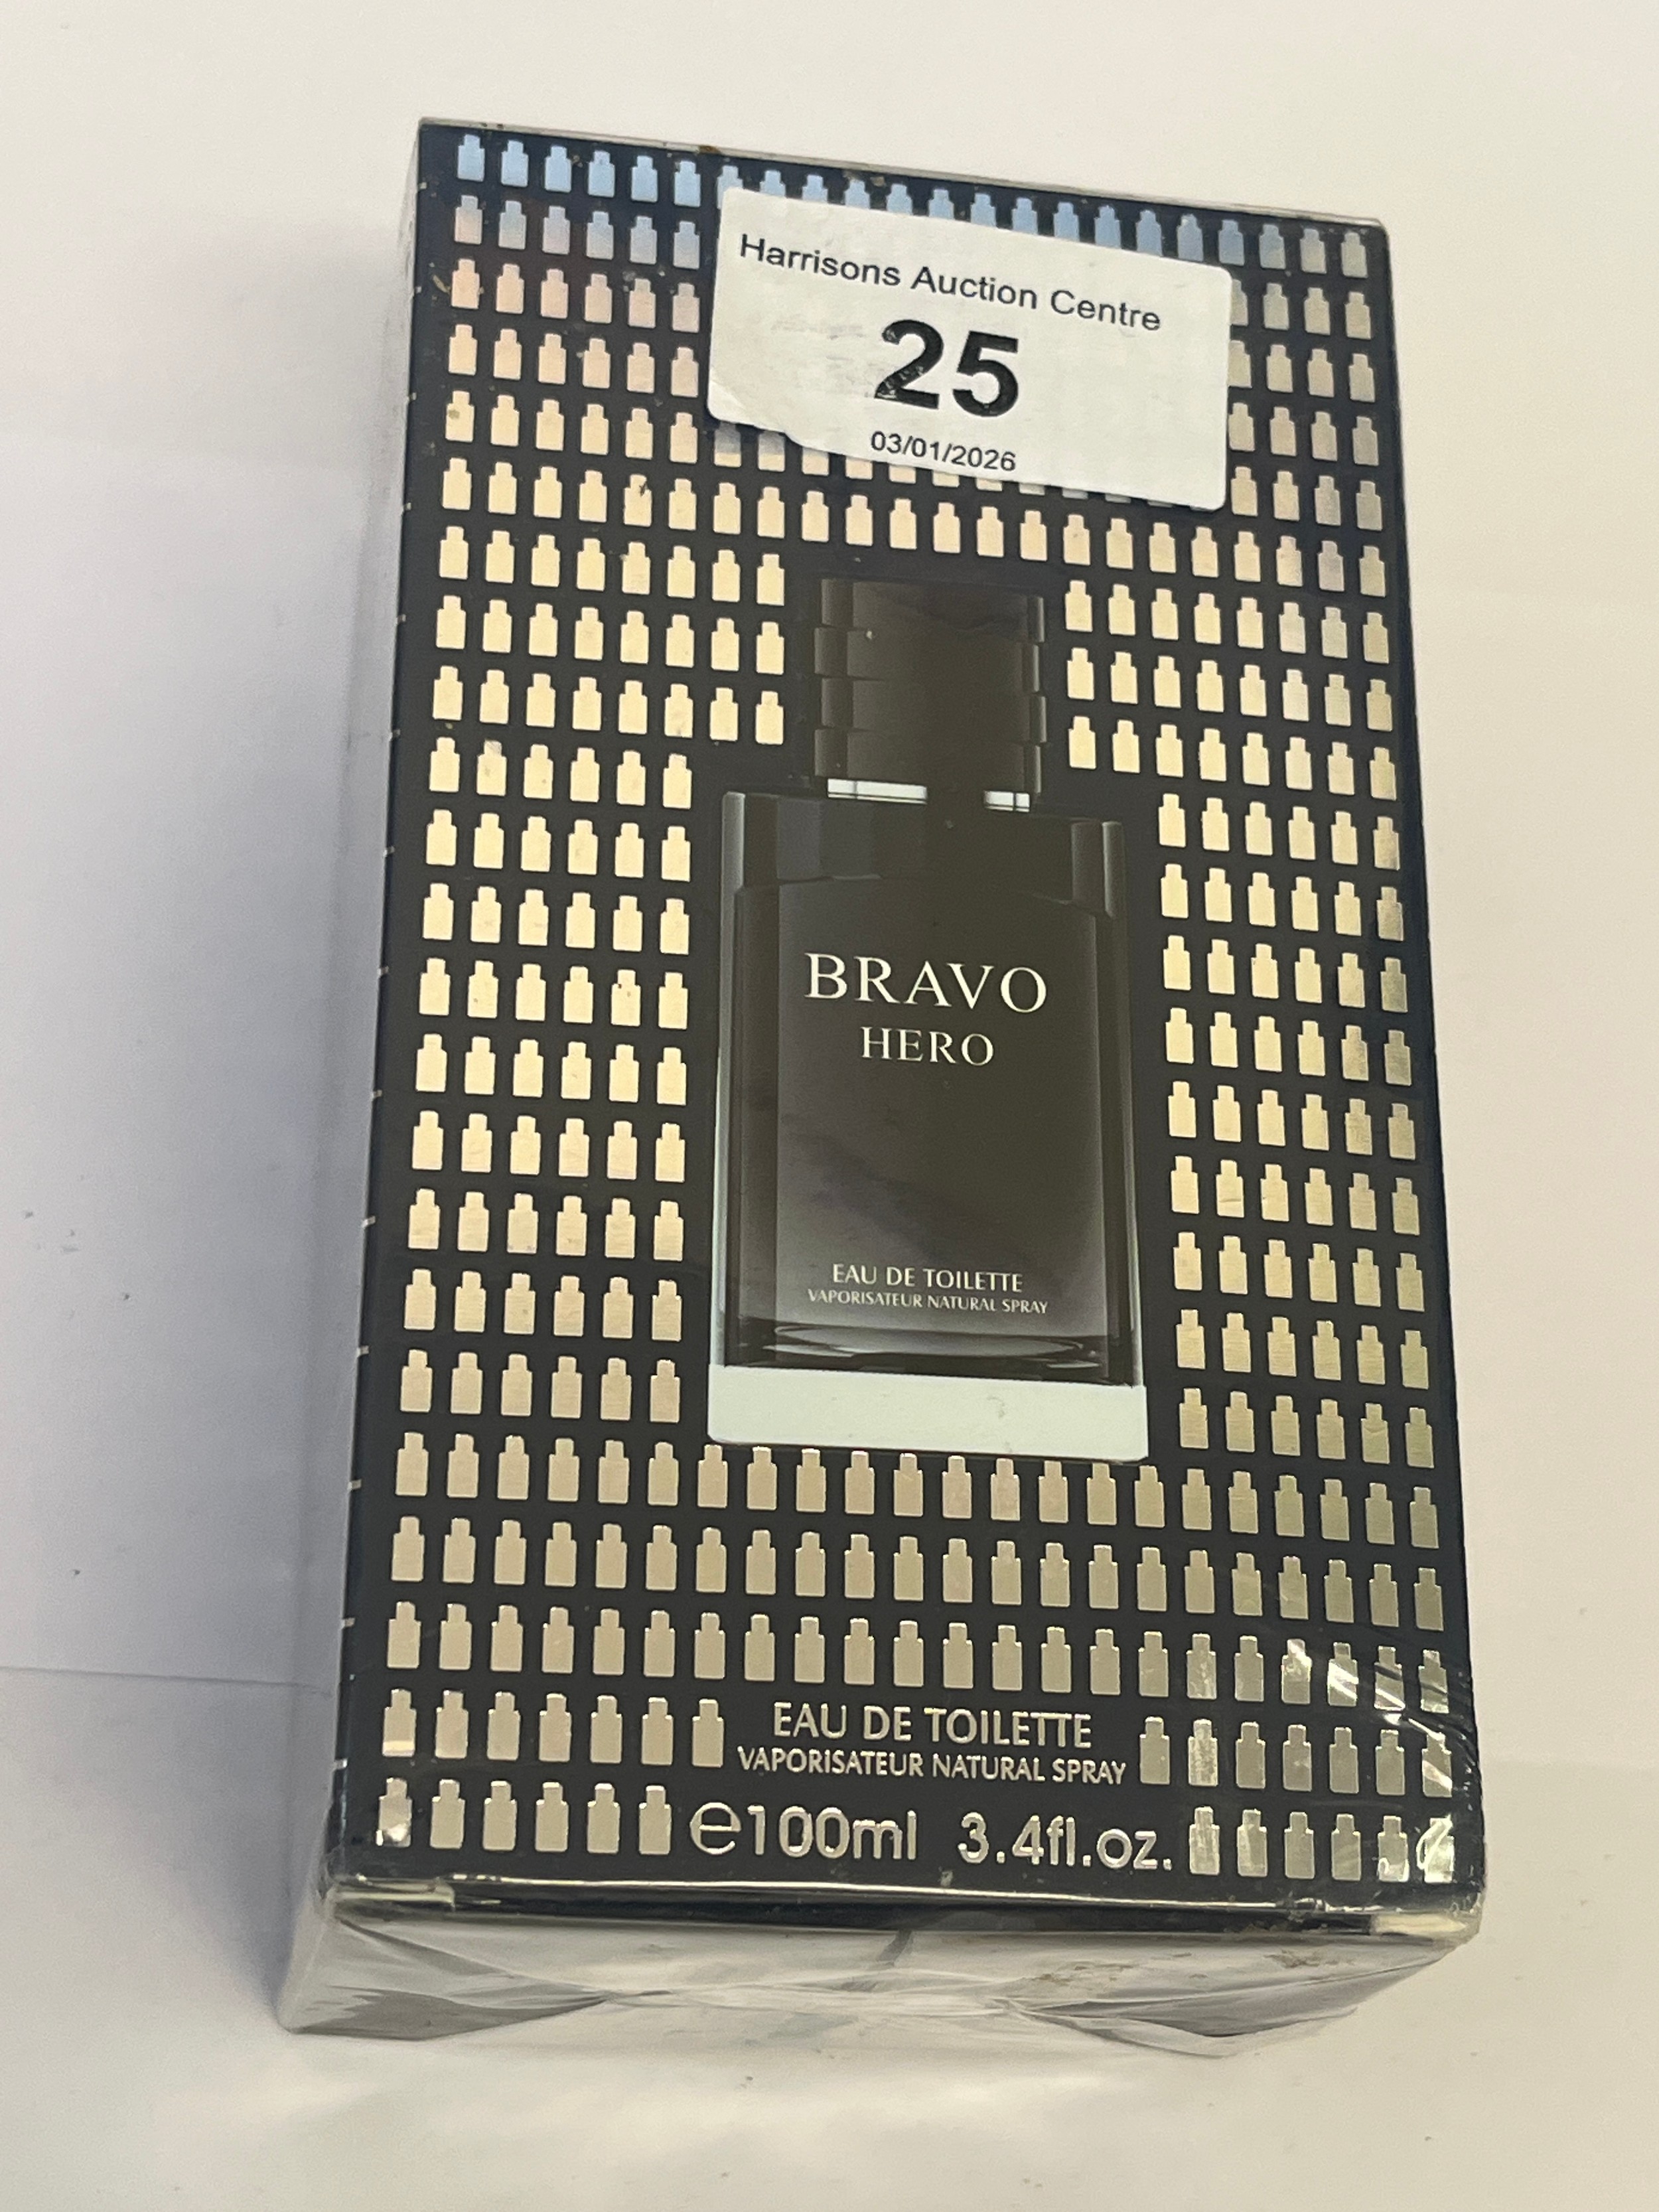 Harrisons Auction Centre
25
03/01/2026
BRAVO
HERO
EAU DE TOILETTE
VAPORISATEUR NATURAL SPRAY
EAU DE TOILETTE
VAPORISATEUR NATURAL SPRAY
℮100ml 3.4fl.oz.